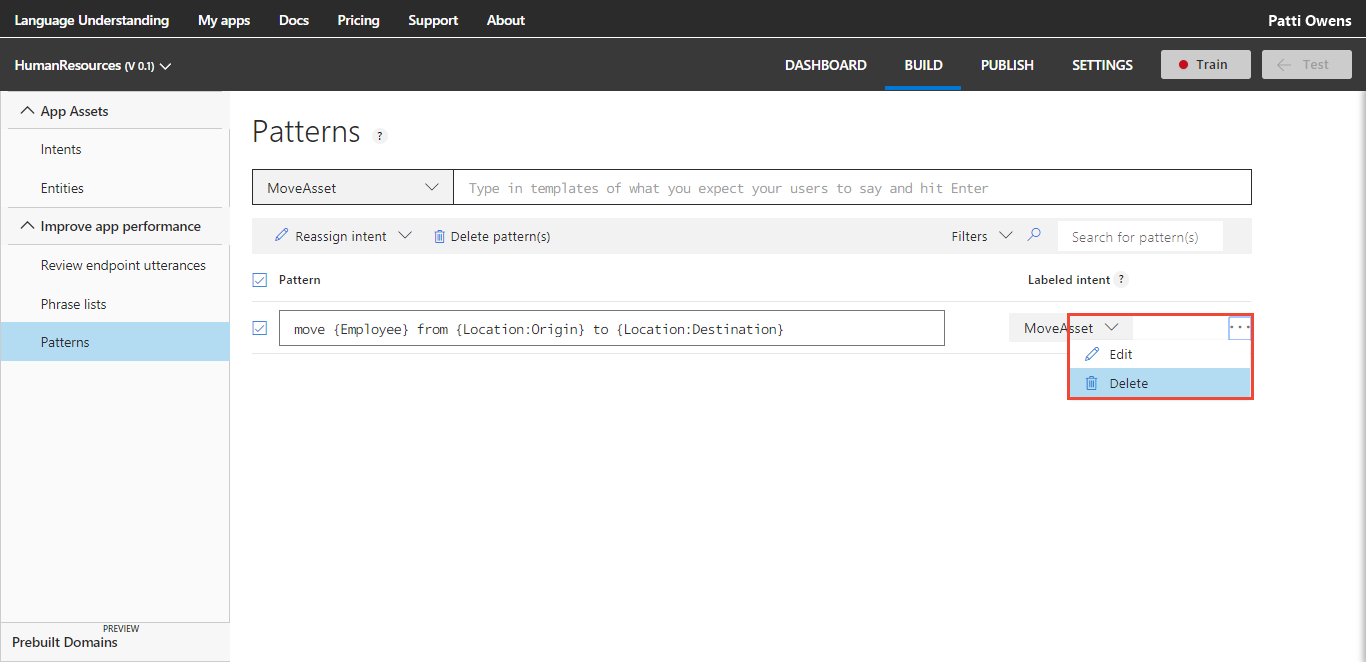 Language Understanding My apps Docs Pricing Support About Patti Owens
HumanResources (V 0.1) DASHBOARD BUILD PUBLISH SETTINGS Train Test
App Assets
Intents
Entities
Improve app performance
Review endpoint utterances
Phrase lists
Patterns
PREVIEW
Prebuilt Domains
Patterns ?
MoveAsset Type in templates of what you expect your users to say and hit Enter
Reassign intent Delete pattern(s) Filters Search for pattern(s)
Pattern Labeled intent ?
move {Employee} from {Location:Origin} to {Location:Destination} MoveAsset ...
Edit
Delete